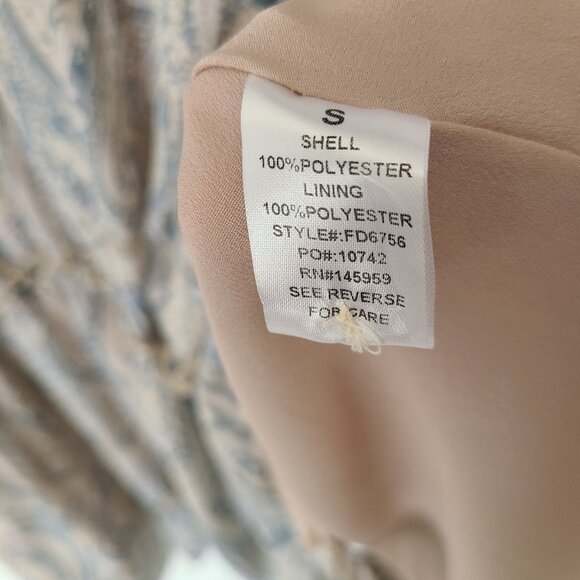 S
SHELL
100%POLYESTER
LINING
100%POLYESTER
STYLE#:FD6756
PO#:10742
RN#145959
SEE REVERSE
FOR CARE